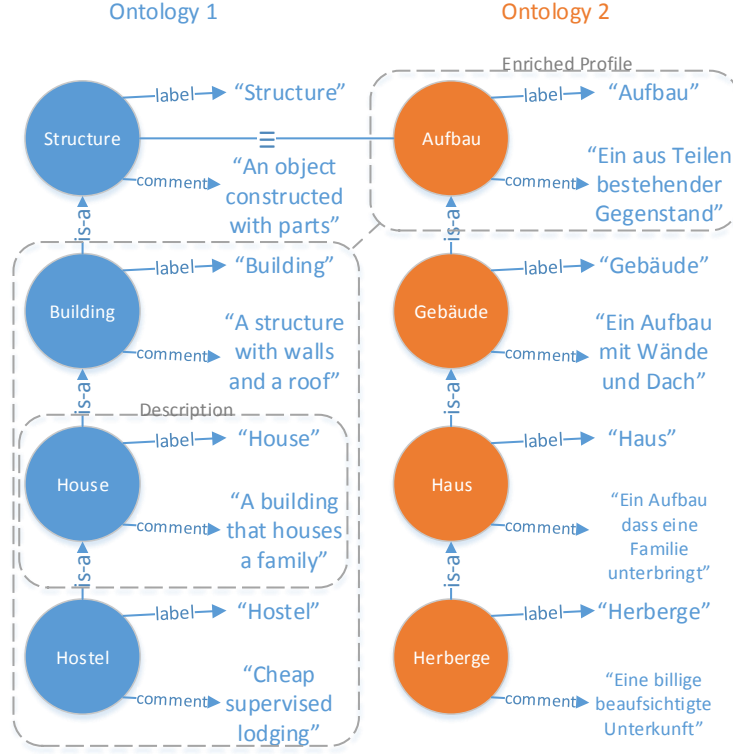 Ontology 1
Ontology 2
Enriched Profile
Structure
label
“Structure”
comment
“An object
constructed
with parts”
≡
Aufbau
label
“Aufbau”
comment
“Ein aus Teilen
bestehender
Gegenstand”
is-a
is-a
Building
label
“Building”
comment
“A structure
with walls
and a roof”
Gebäude
label
“Gebäude”
comment
“Ein Aufbau
mit Wände
und Dach”
is-a
is-a
Description
House
label
“House”
comment
“A building
that houses
a family”
Haus
label
“Haus”
comment
“Ein Aufbau
dass eine
Familie
unterbringt”
is-a
is-a
Hostel
label
“Hostel”
comment
“Cheap
supervised
lodging”
Herberge
label
“Herberge”
comment
“Eine billige
beaufsichtigte
Unterkunft”